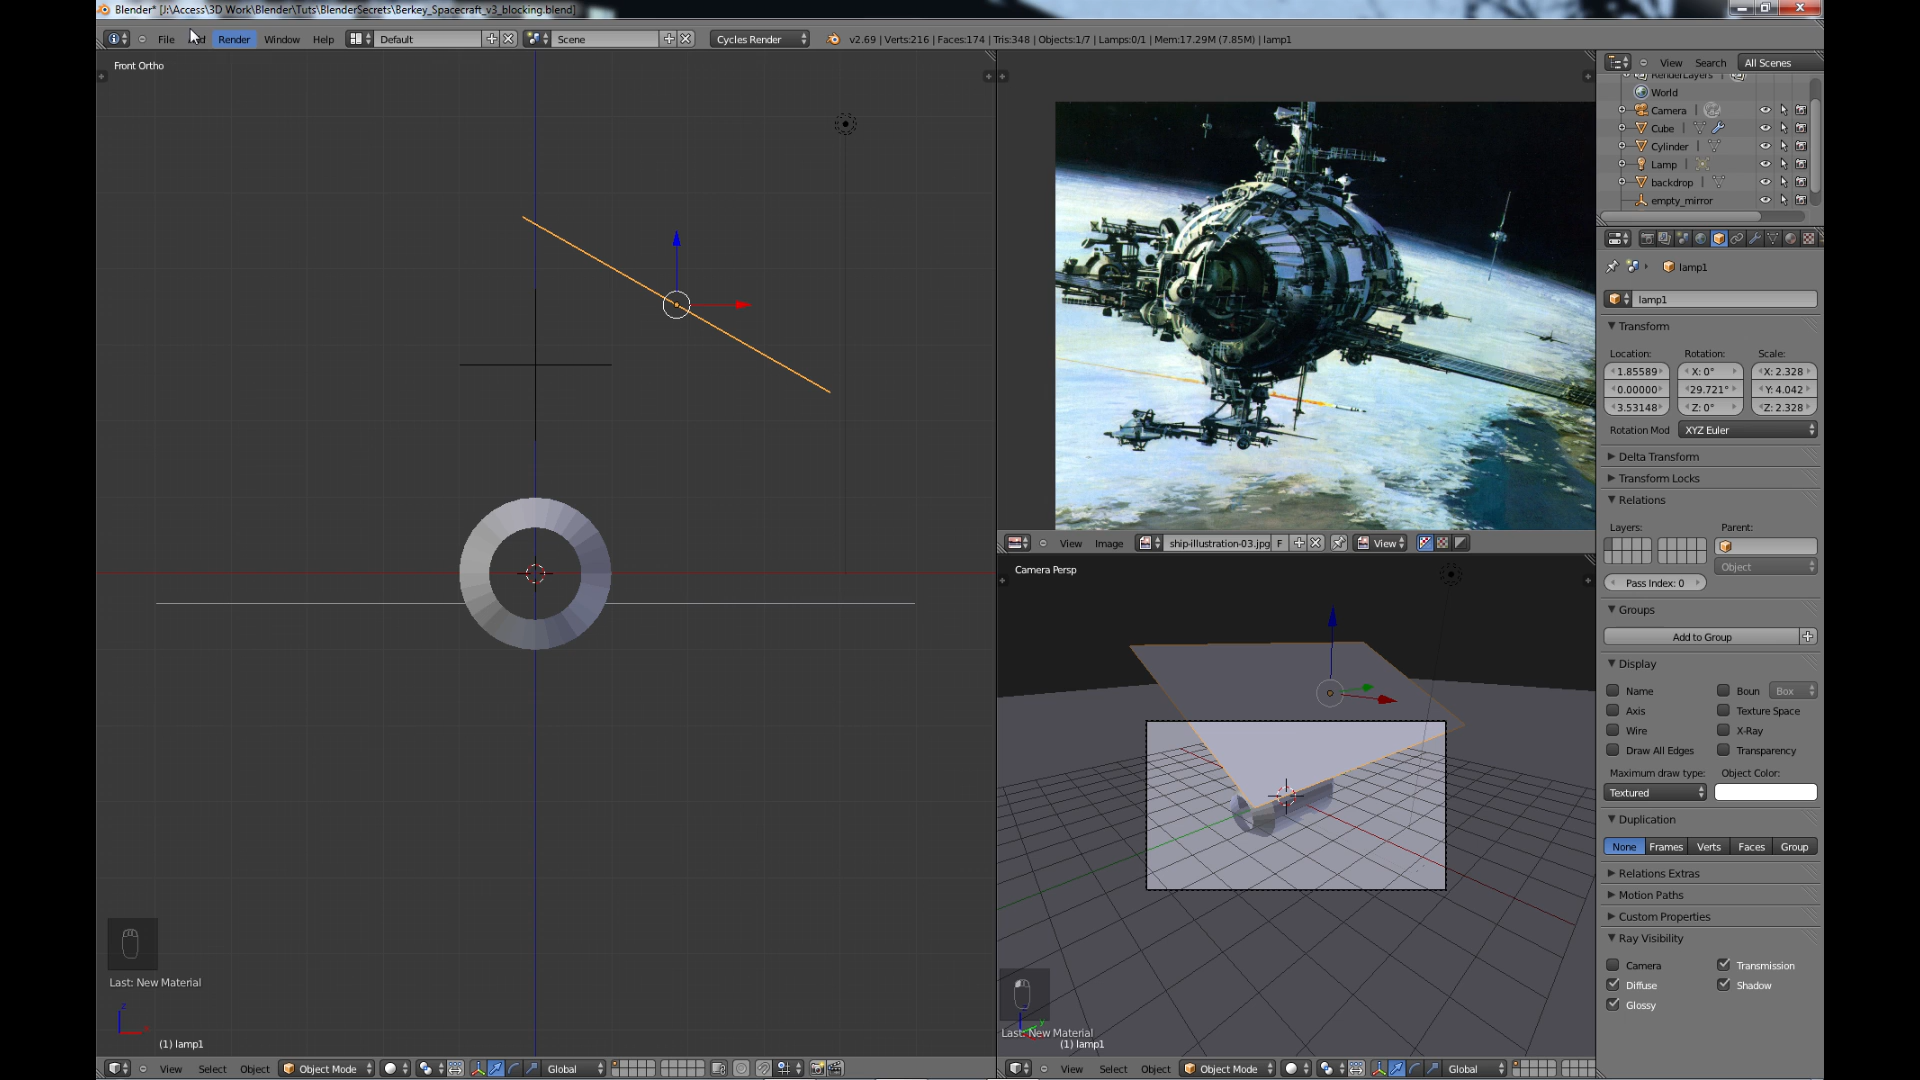 Blender* [J:\Access\3D Work\Blender\Tuts\BlenderSecrets\Berkey_Spacecraft_v3_blocking.blend]
File Render Window Help Default Scene Cycles Render v2.69 | Verts:216 | Faces:174 | Tris:348 | Objects:1/7 | Lamps:0/1 | Mem:17.29M (7.85M) | lamp1
Front Ortho
Last: New Material
(1) lamp1
View Select Object Object Mode Global
View Image ship-illustration-03.jpg F View
Camera Persp
Last: New Material
(1) lamp1
View Select Object Object Mode Global
View Search All Scenes
RenderLayers
World
Camera
Cube
Cylinder
Lamp
backdrop
empty_mirror
lamp1
lamp1
Transform
Location: Rotation: Scale:
1.85589 X: 0° X: 2.328
0.00000 29.721° Y: 4.042
3.53148 Z: 0° Z: 2.328
Rotation Mod XYZ Euler
Delta Transform
Transform Locks
Relations
Layers: Parent:
Object
Pass Index: 0
Groups
Add to Group
Display
Name Boun Box
Axis Texture Space
Wire X-Ray
Draw All Edges Transparency
Maximum draw type: Object Color:
Textured
Duplication
None Frames Verts Faces Group
Relations Extras
Motion Paths
Custom Properties
Ray Visibility
Camera Transmission
Diffuse Shadow
Glossy